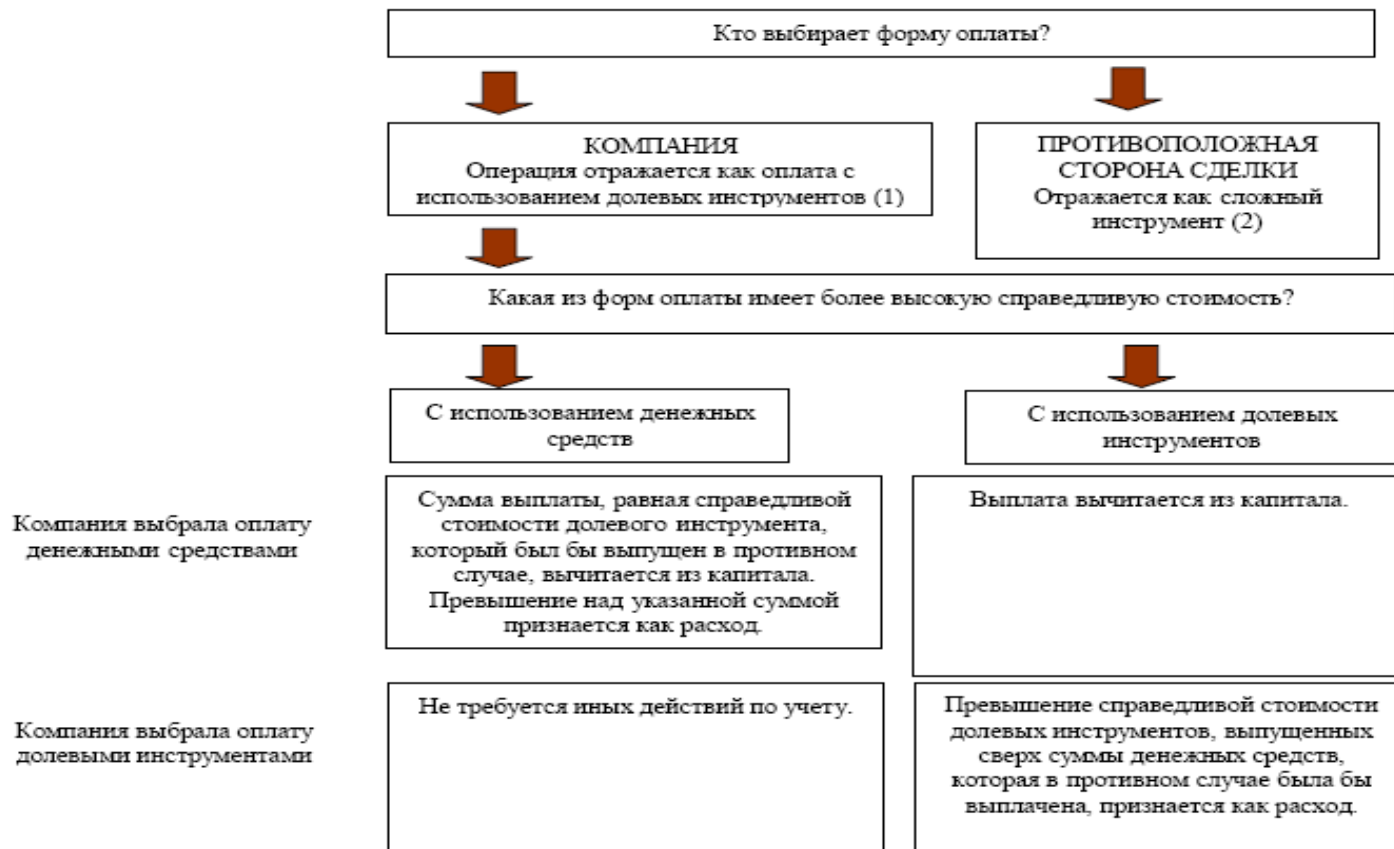 Кто выбирает форму оплаты?
КОМПАНИЯ
Операция отражается как оплата с
использованием долевых инструментов (1)
ПРОТИВОПОЛОЖНАЯ
СТОРОНА СДЕЛКИ
Отражается как сложный
инструмент (2)
Какая из форм оплаты имеет более высокую справедливую стоимость?
С использованием денежных
средств
С использованием долевых
инструментов
Компания выбрала оплату
денежными средствами
Сумма выплаты, равная справедливой
стоимости долевого инструмента,
который был бы выпущен в противном
случае, вычитается из капитала.
Превышение над указанной суммой
признается как расход.
Выплата вычитается из капитала.
Компания выбрала оплату
долевыми инструментами
Не требуется иных действий по учету.
Превышение справедливой стоимости
долевых инструментов, выпущенных
сверх суммы денежных средств,
которая в противном случае была бы
выплачена, признается как расход.